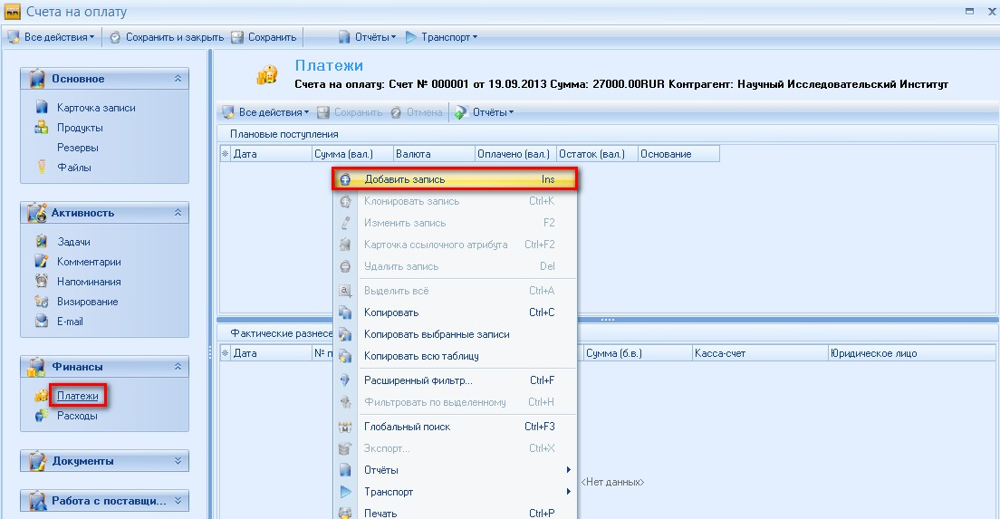 Счета на оплату
Все действия Сохранить и закрыть Сохранить Отчёты Транспорт
Основное
Карточка записи
Продукты
Резервы
Файлы
Активность
Задачи
Комментарии
Напоминания
Визирование
E-mail
Финансы
Платежи
Расходы
Документы
Работа с поставщи...
Платежи
Счета на оплату: Счет № 000001 от 19.09.2013 Сумма: 27000.00RUR Контрагент: Научный Исследовательский Институт
Все действия Сохранить Отмена Отчёты
Плановые поступления
Дата Сумма (вал.) Валюта Оплачено (вал.) Остаток (вал.) Основание
Добавить запись Ins
Клонировать запись Ctrl+K
Изменить запись F2
Карточка ссылочного атрибута Ctrl+F2
Удалить запись Del
Выделить всё Ctrl+A
Копировать Ctrl+C
Копировать выбранные записи
Копировать всю таблицу
Расширенный фильтр... Ctrl+F
Фильтровать по выделенному Ctrl+H
Глобальный поиск Ctrl+F3
Экспорт... Ctrl+X
Отчёты
Транспорт
Печать Ctrl+P
Фактические разнесе
Дата № п Сумма (б.в.) Касса-счет Юридическое лицо
<Нет данных>